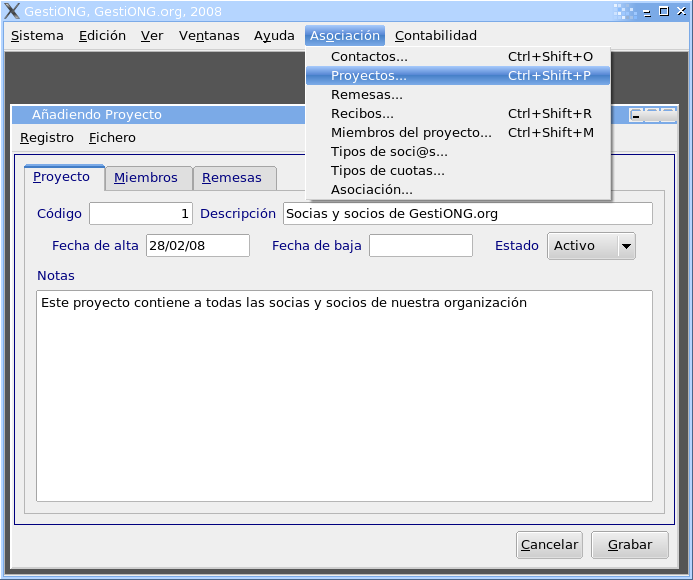 GestiONG, GestiONG.org, 2008
Sistema Edición Ver Ventanas Ayuda Asociación Contabilidad
Contactos... Ctrl+Shift+O
Proyectos... Ctrl+Shift+P
Remesas...
Recibos... Ctrl+Shift+R
Miembros del proyecto... Ctrl+Shift+M
Tipos de soci@s...
Tipos de cuotas...
Asociación...
Añadiendo Proyecto
Registro Fichero
Proyecto Miembros Remesas
Código 1 Descripción Socias y socios de GestiONG.org
Fecha de alta 28/02/08 Fecha de baja Estado Activo
Notas
Este proyecto contiene a todas las socias y socios de nuestra organización
Cancelar Grabar